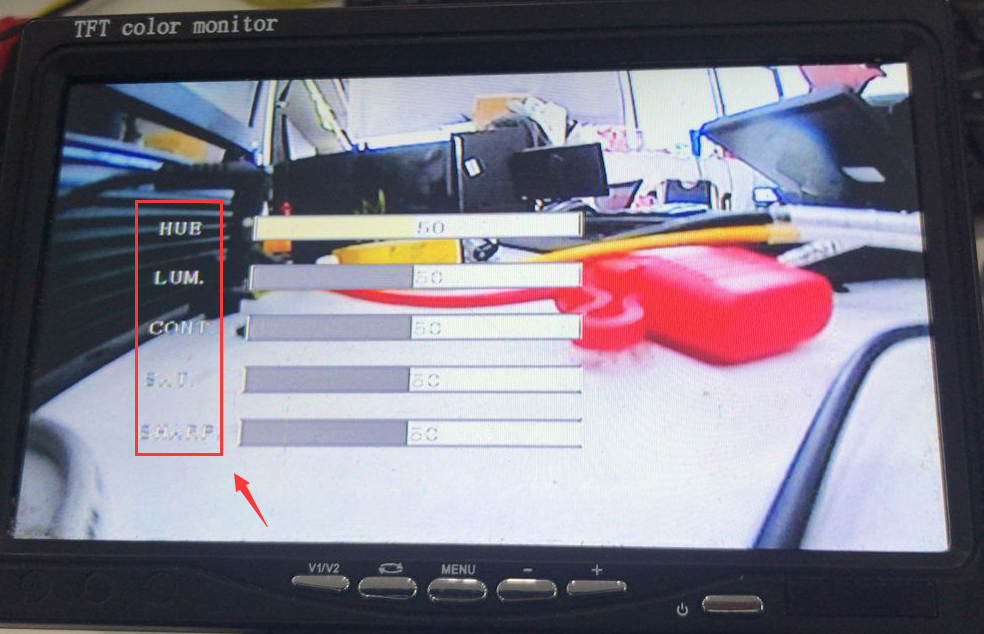 TFT color monitor
HUE 50
LUM. 50
CONT. 50
SAT. 50
SHARP. 50
V1/V2 MENU - +